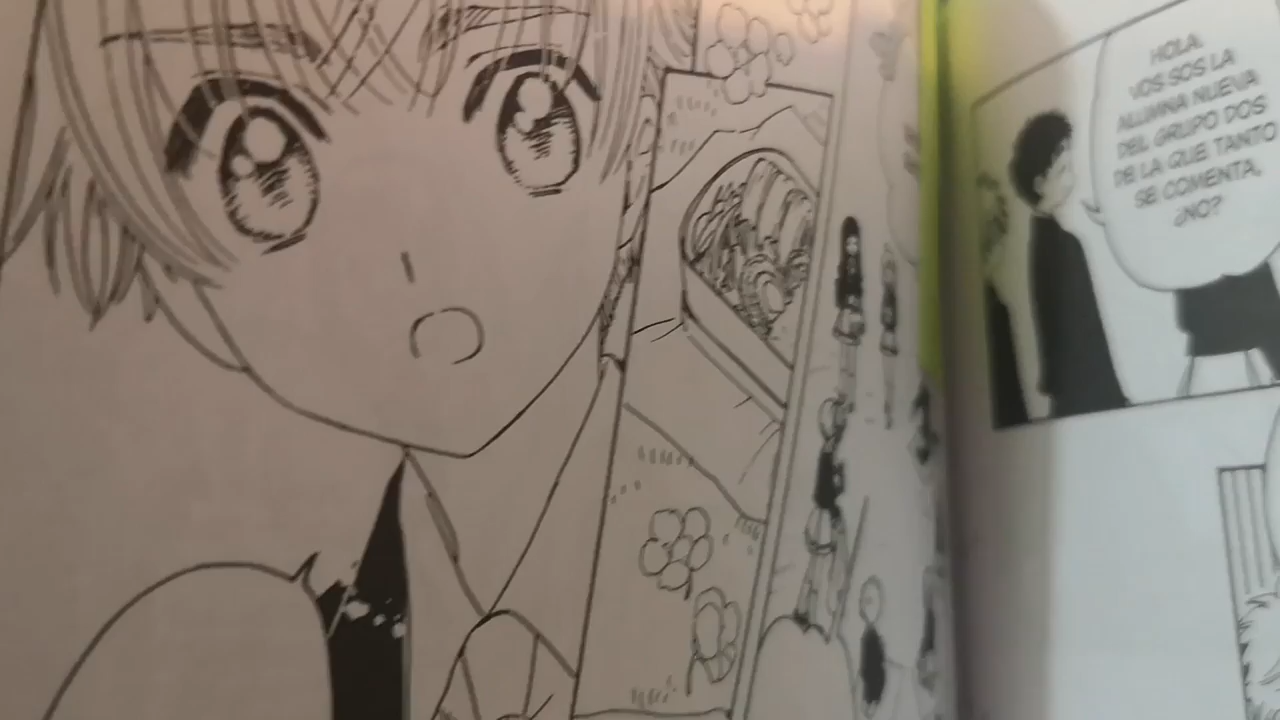 HOLA.
VOS SOS LA
ALUMNA NUEVA
DEL GRUPO DOS
DE LA QUE TANTO
SE COMENTA,
¿NO?